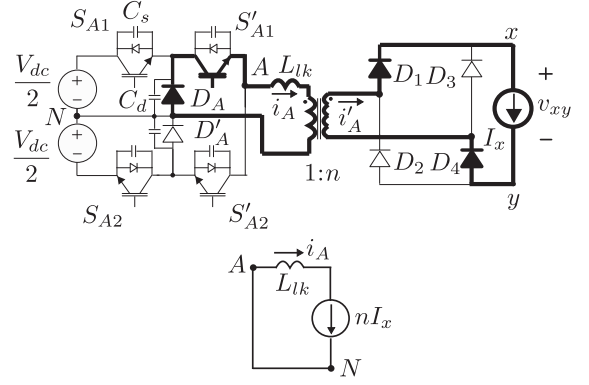 S_{A1} C_s S'_{A1} x
V_{dc}/2 A L_{lk} D_1 D_3 +
N C_d D_A i_A i'_A v_{xy}
V_{dc}/2 D'_A I_x −
1:n D_2 D_4
S_{A2} S'_{A2} y
i_A
A L_{lk}
nI_x
N